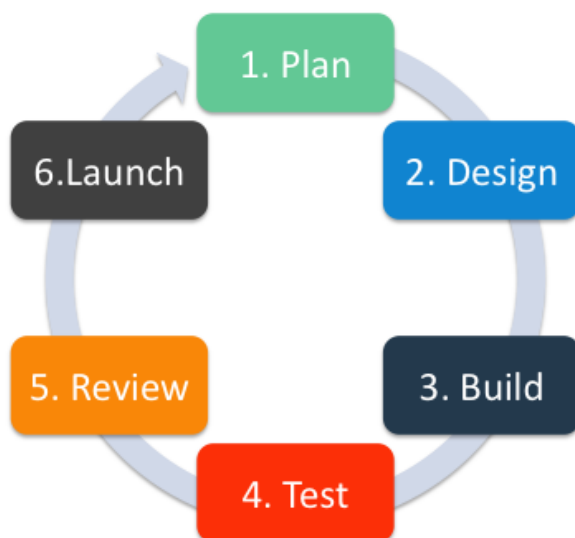 1. Plan
2. Design
3. Build
4. Test
5. Review
6.Launch